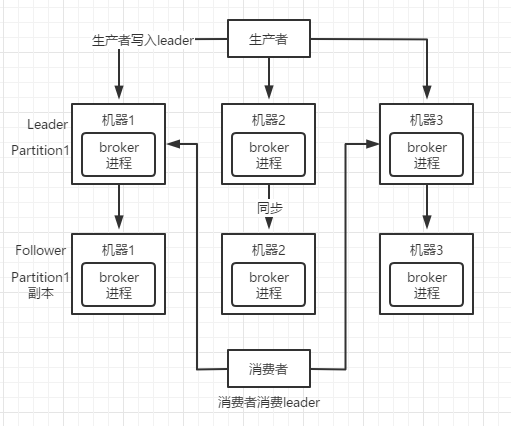 生产者
生产者写入leader
Leader
Partition1
机器1
broker
进程
机器2
broker
进程
机器3
broker
进程
同步
Follower
Partition1
副本
机器1
broker
进程
机器2
broker
进程
机器3
broker
进程
消费者
消费者消费leader